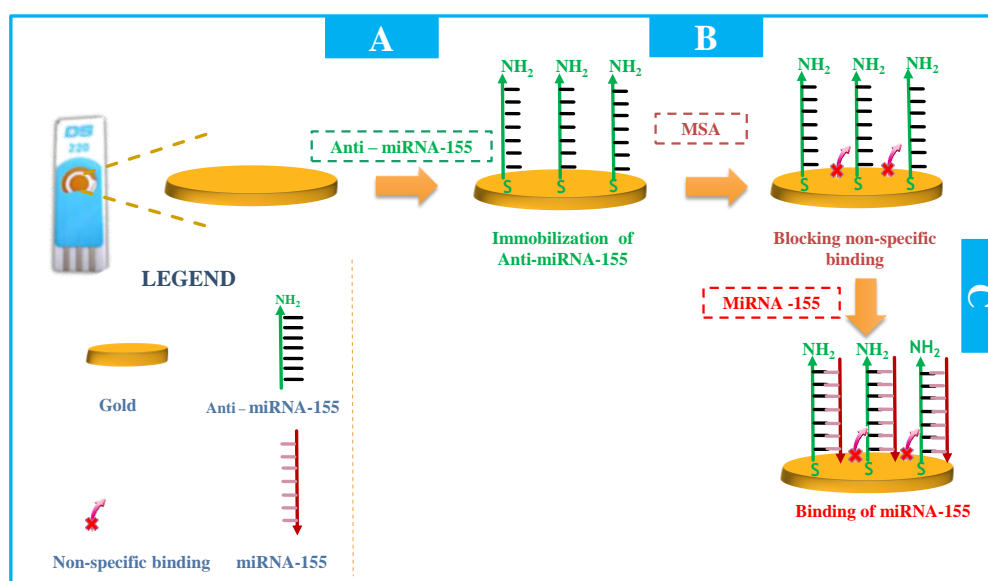 A
B
NH2 NH2 NH2
NH2 NH2 NH2
DS
220
Anti – miRNA-155
MSA
S S S
S S S
Immobilization of
Anti-miRNA-155
Blocking non-specific
binding
C
LEGEND
MiRNA -155
NH2
NH2 NH2 NH2
Gold
Anti – miRNA-155
S S S
Binding of miRNA-155
Non-specific binding
miRNA-155